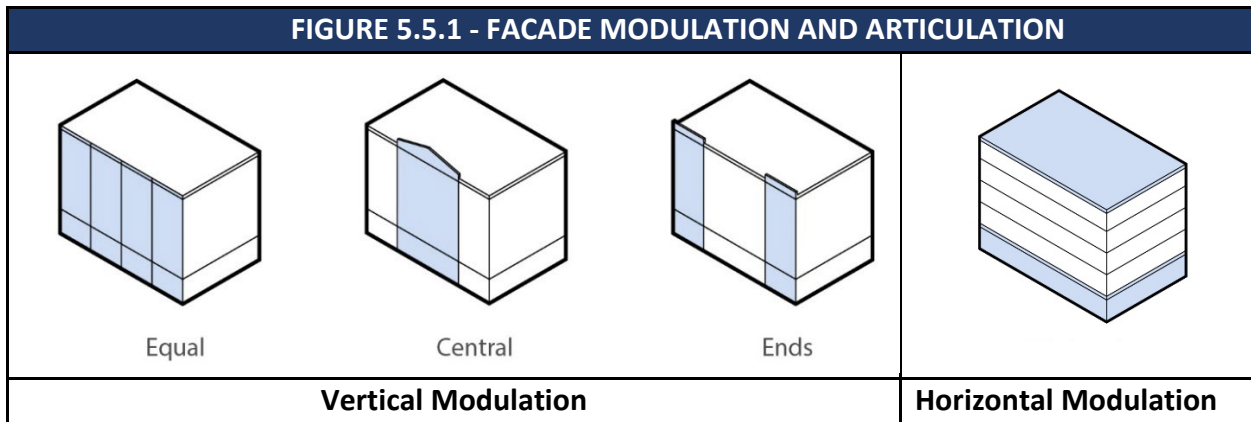 FIGURE 5.5.1 - FACADE MODULATION AND ARTICULATION
Equal
Central
Ends
Vertical Modulation
Horizontal Modulation